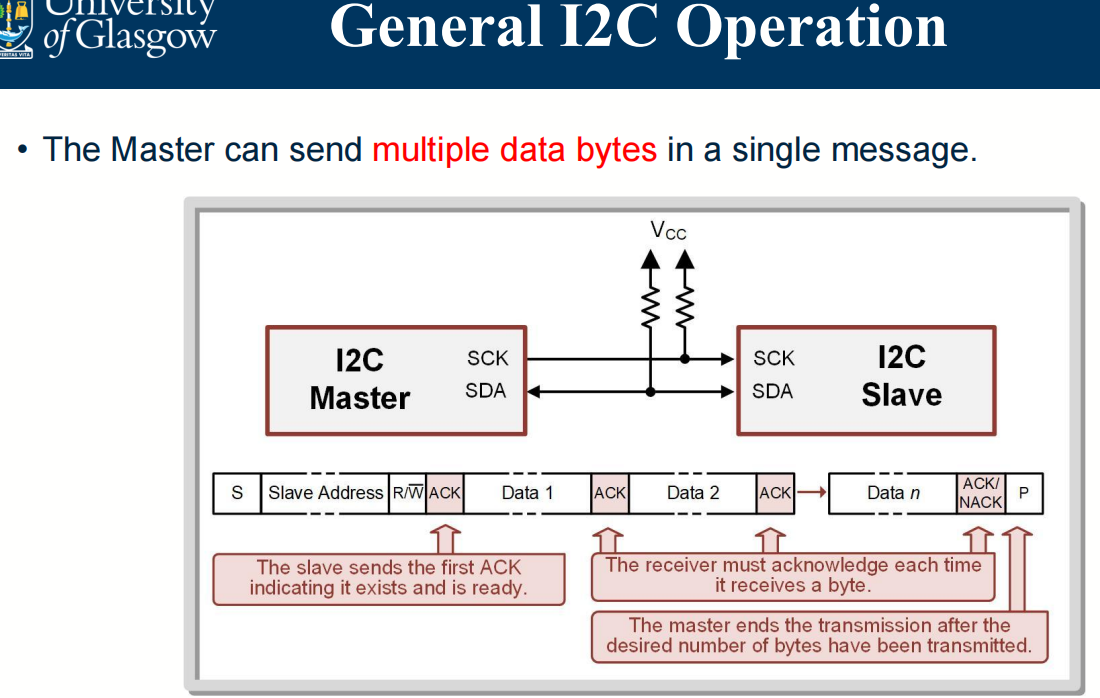 University
of Glasgow
VERITAS VITA
General I2C Operation
• The Master can send multiple data bytes in a single message.
VCC
I2C
Master
SCK
SDA
SCK
SDA
I2C
Slave
S Slave Address R/W̅ ACK Data 1 ACK Data 2 ACK Data n ACK/NACK P
The slave sends the first ACK
indicating it exists and is ready.
The receiver must acknowledge each time
it receives a byte.
The master ends the transmission after the
desired number of bytes have been transmitted.